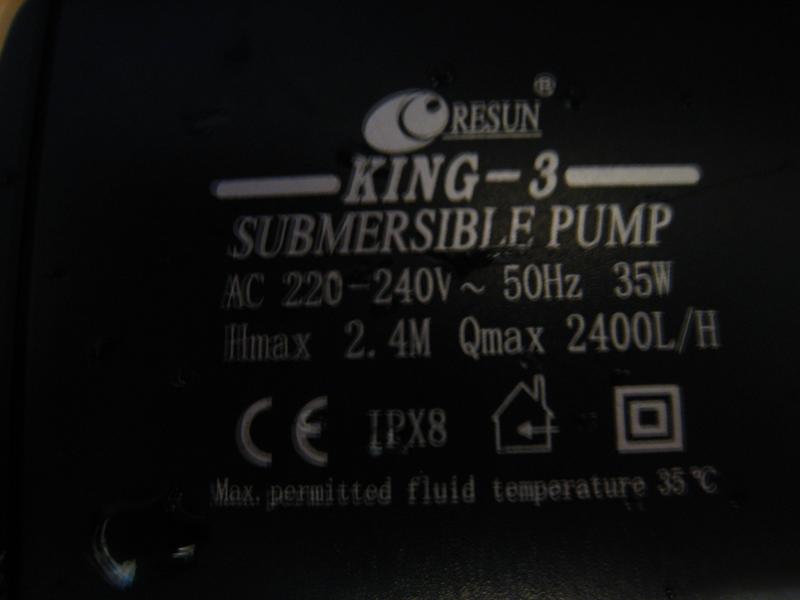 RESUN®
KING-3
SUBMERSIBLE PUMP
AC 220-240V~ 50Hz 35W
Hmax 2.4M Qmax 2400L/H
CE IPX8
Max. permitted fluid temperature 35℃